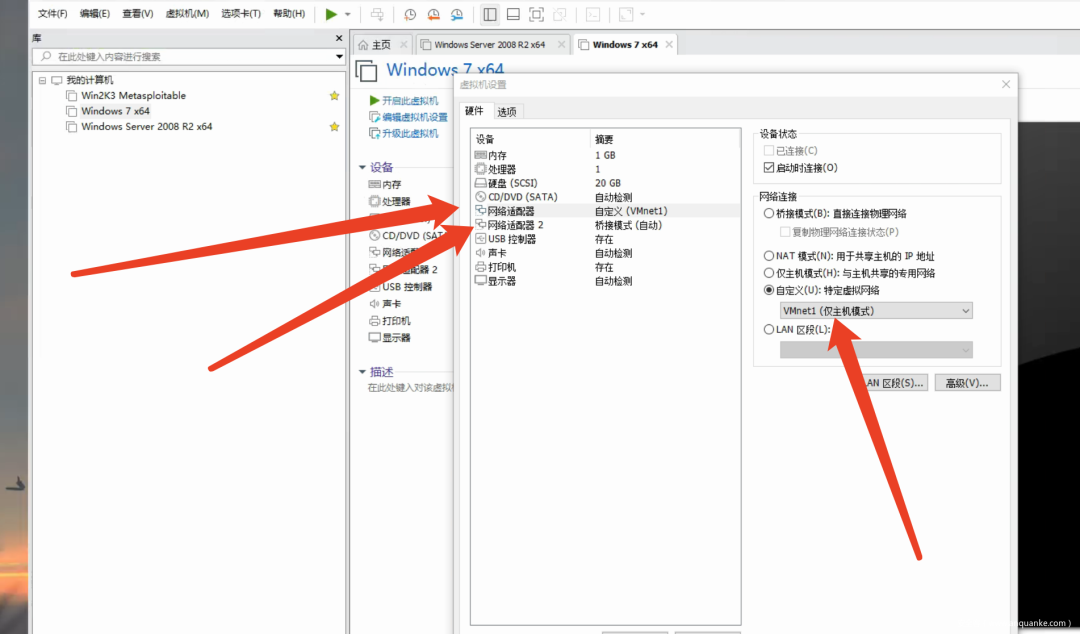 文件(F) 编辑(E) 查看(V) 虚拟机(M) 选项卡(T) 帮助(H)
库
在此处键入内容进行搜索
我的计算机
Win2K3 Metasploitable
Windows 7 x64
Windows Server 2008 R2 x64
主页 Windows Server 2008 R2 x64 Windows 7 x64
Windows 7 x64
开启此虚拟机
编辑虚拟机设置
升级此虚拟机
设备
内存
处理器
CD/DVD (SAT
网络适配
配器 2
USB 控制器
声卡
打印机
显示器
描述
在此处键入对该虚拟
虚拟机设置
硬件 选项
设备 摘要
内存 1 GB
处理器 1
硬盘 (SCSI) 20 GB
CD/DVD (SATA) 自动检测
网络适配器 自定义 (VMnet1)
网络适配器 2 桥接模式 (自动)
USB 控制器 存在
声卡 自动检测
打印机 存在
显示器 自动检测
设备状态
已连接(C)
启动时连接(O)
网络连接
桥接模式(B): 直接连接物理网络
复制物理网络连接状态(P)
NAT 模式(N): 用于共享主机的 IP 地址
仅主机模式(H): 与主机共享的专用网络
自定义(U): 特定虚拟网络
VMnet1 (仅主机模式)
LAN 区段(L):
AN 区段(S)... 高级(V)...
quanke.com )